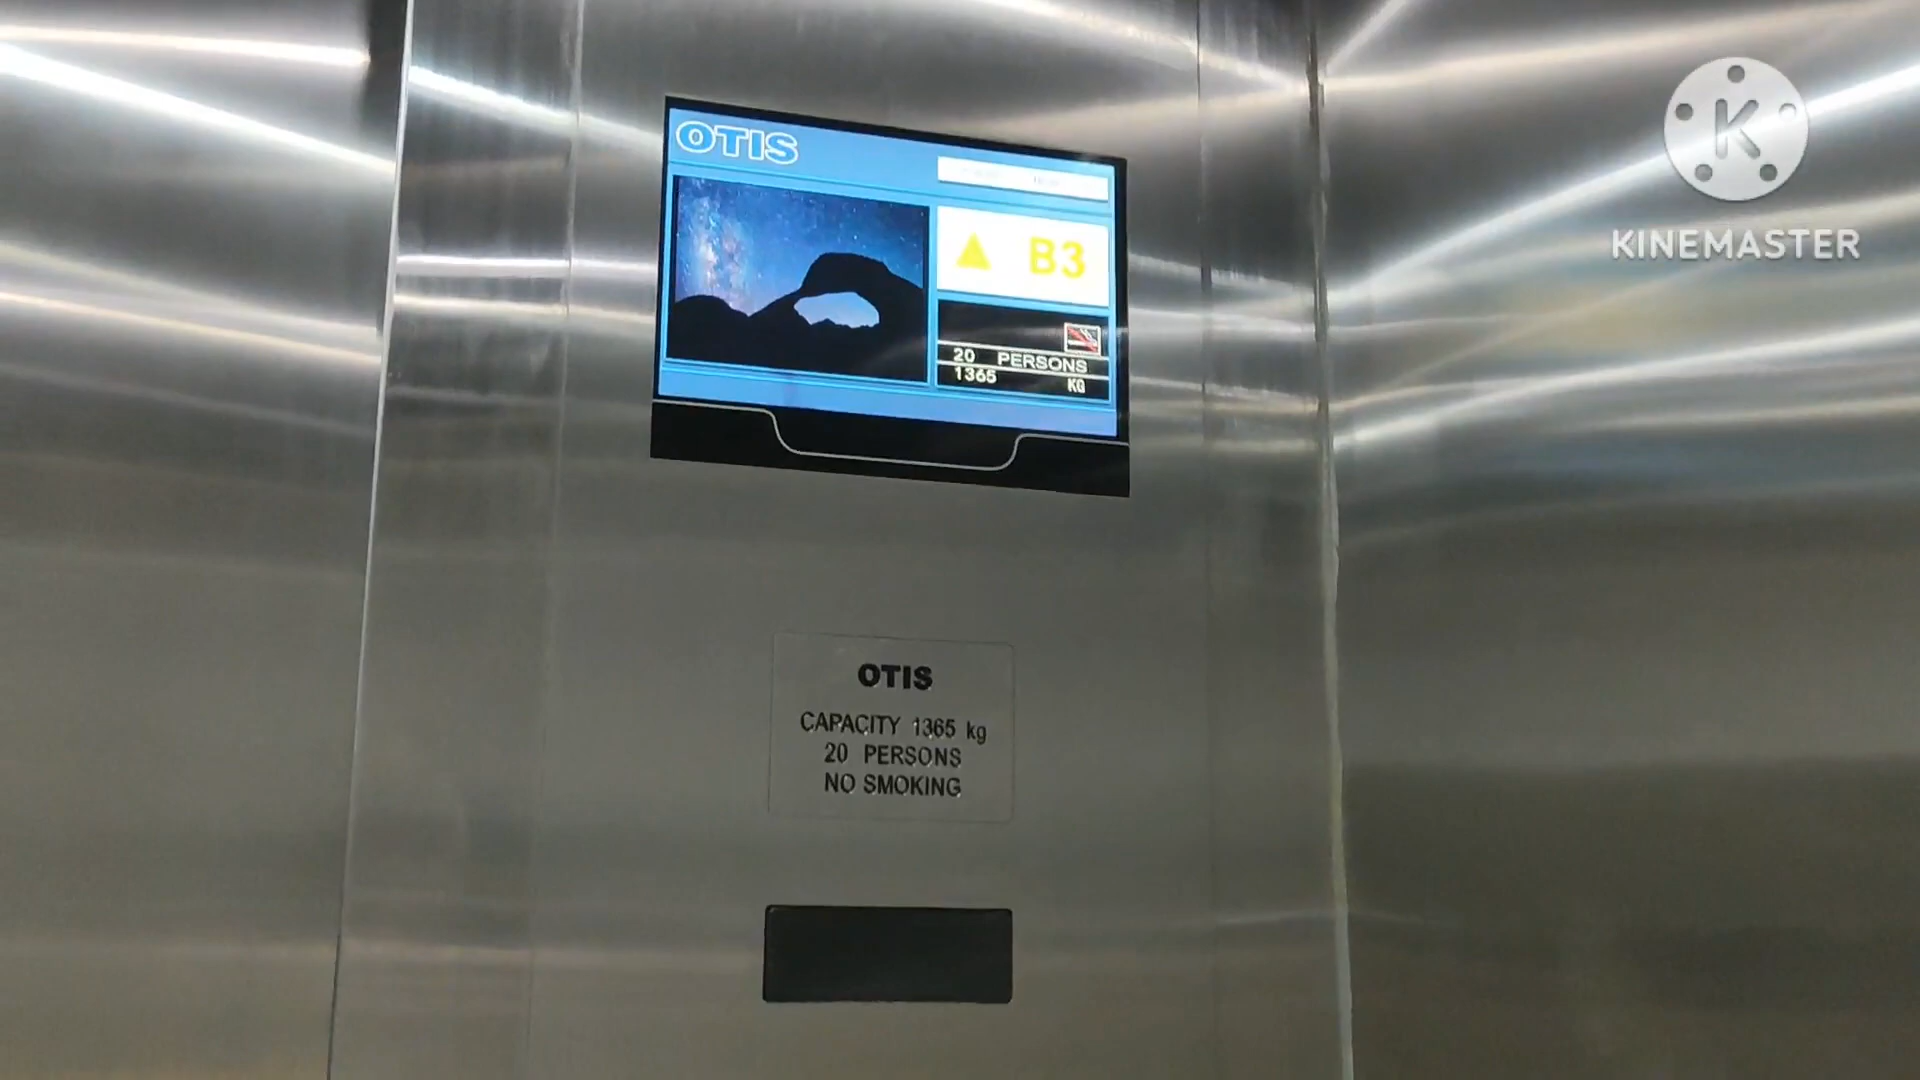 OTIS
B3
20 PERSONS
1365 KG
OTIS
CAPACITY 1365 kg
20 PERSONS
NO SMOKING
K
KINEMASTER